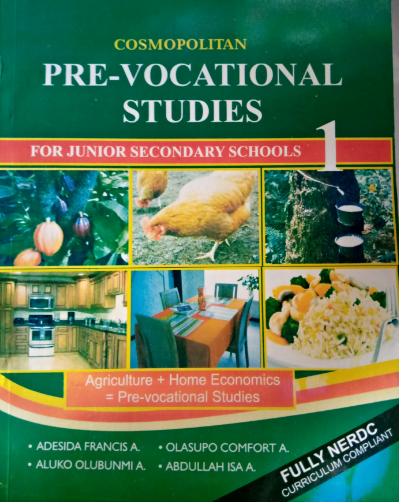 COSMOPOLITAN
PRE-VOCATIONAL
STUDIES
FOR JUNIOR SECONDARY SCHOOLS 1
Agriculture + Home Economics
= Pre-vocational Studies
• ADESIDA FRANCIS A. • OLASUPO COMFORT A.
• ALUKO OLUBUNMI A. • ABDULLAH ISA A.
FULLY NERDC
CURRICULUM COMPLIANT